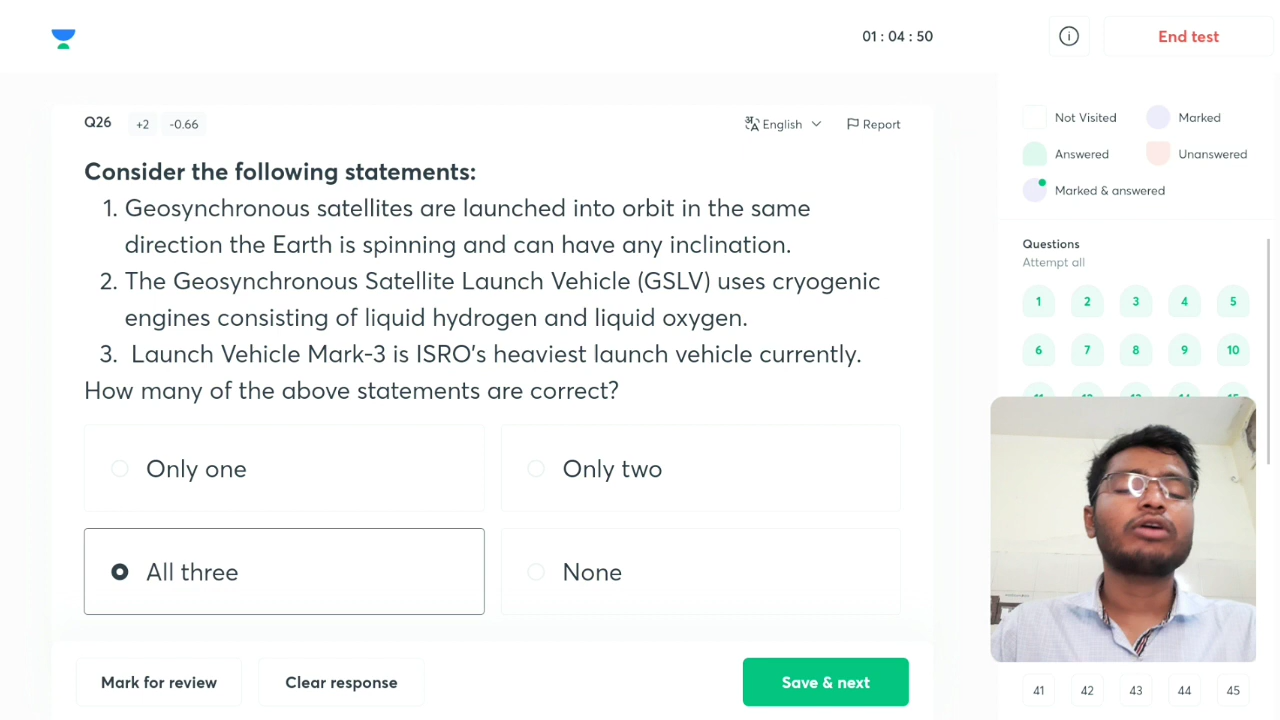 01 : 04 : 50
End test
Q26 +2 -0.66 English Report
Consider the following statements:
1. Geosynchronous satellites are launched into orbit in the same
direction the Earth is spinning and can have any inclination.
2. The Geosynchronous Satellite Launch Vehicle (GSLV) uses cryogenic
engines consisting of liquid hydrogen and liquid oxygen.
3. Launch Vehicle Mark-3 is ISRO's heaviest launch vehicle currently.
How many of the above statements are correct?
Only one
Only two
All three
None
Mark for review
Clear response
Save & next
Not Visited
Marked
Answered
Unanswered
Marked & answered
Questions
Attempt all
1 2 3 4 5
6 7 8 9 10
41 42 43 44 45